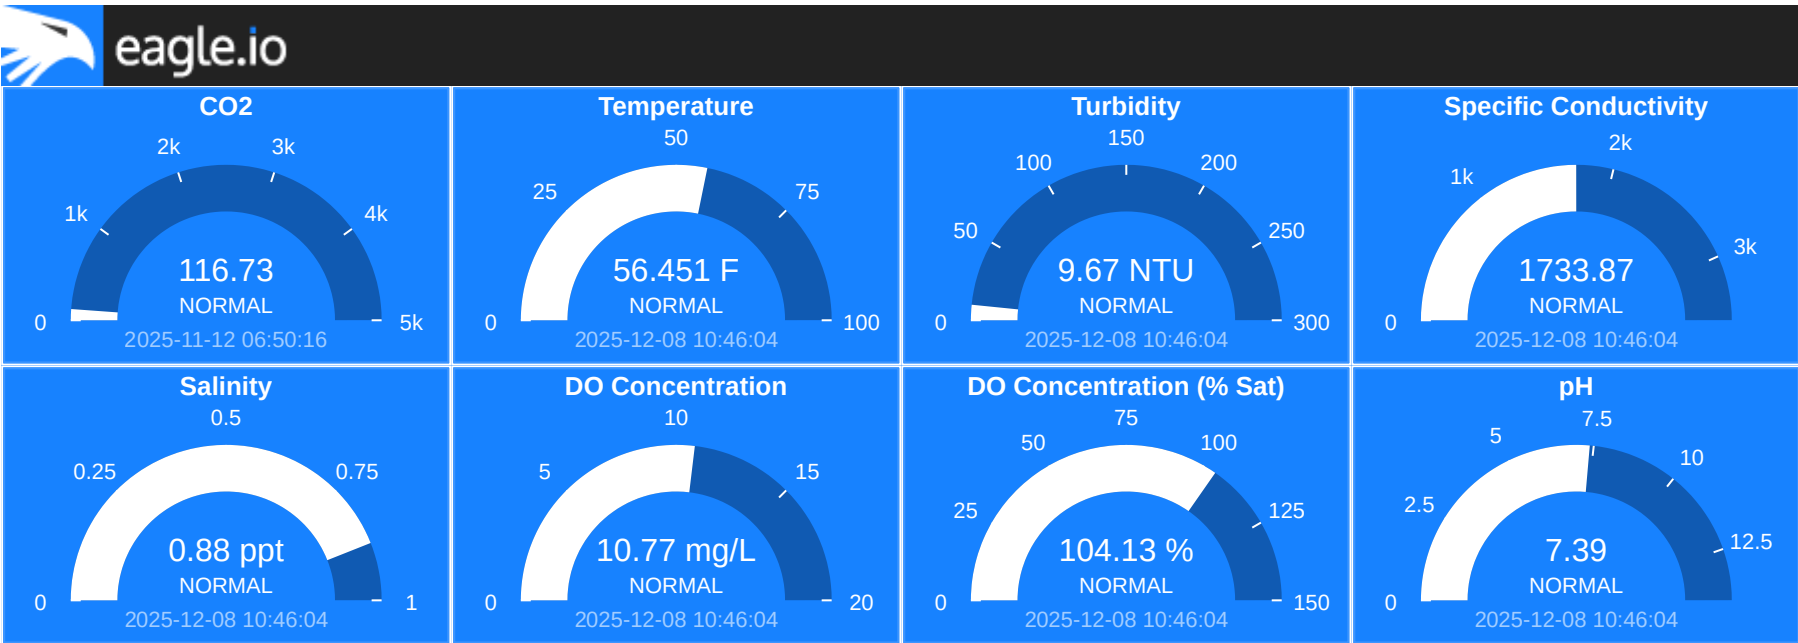 eagle.io
CO2
0
1k
2k
3k
4k
5k
116.73
NORMAL
2025-11-12 06:50:16
Temperature
0
25
50
75
100
56.451 F
NORMAL
2025-12-08 10:46:04
Turbidity
0
50
100
150
200
250
300
9.67 NTU
NORMAL
2025-12-08 10:46:04
Specific Conductivity
0
1k
2k
3k
1733.87
NORMAL
2025-12-08 10:46:04
Salinity
0
0.25
0.5
0.75
1
0.88 ppt
NORMAL
2025-12-08 10:46:04
DO Concentration
0
5
10
15
20
10.77 mg/L
NORMAL
2025-12-08 10:46:04
DO Concentration (% Sat)
0
25
50
75
100
125
150
104.13 %
NORMAL
2025-12-08 10:46:04
pH
0
2.5
5
7.5
10
12.5
7.39
NORMAL
2025-12-08 10:46:04